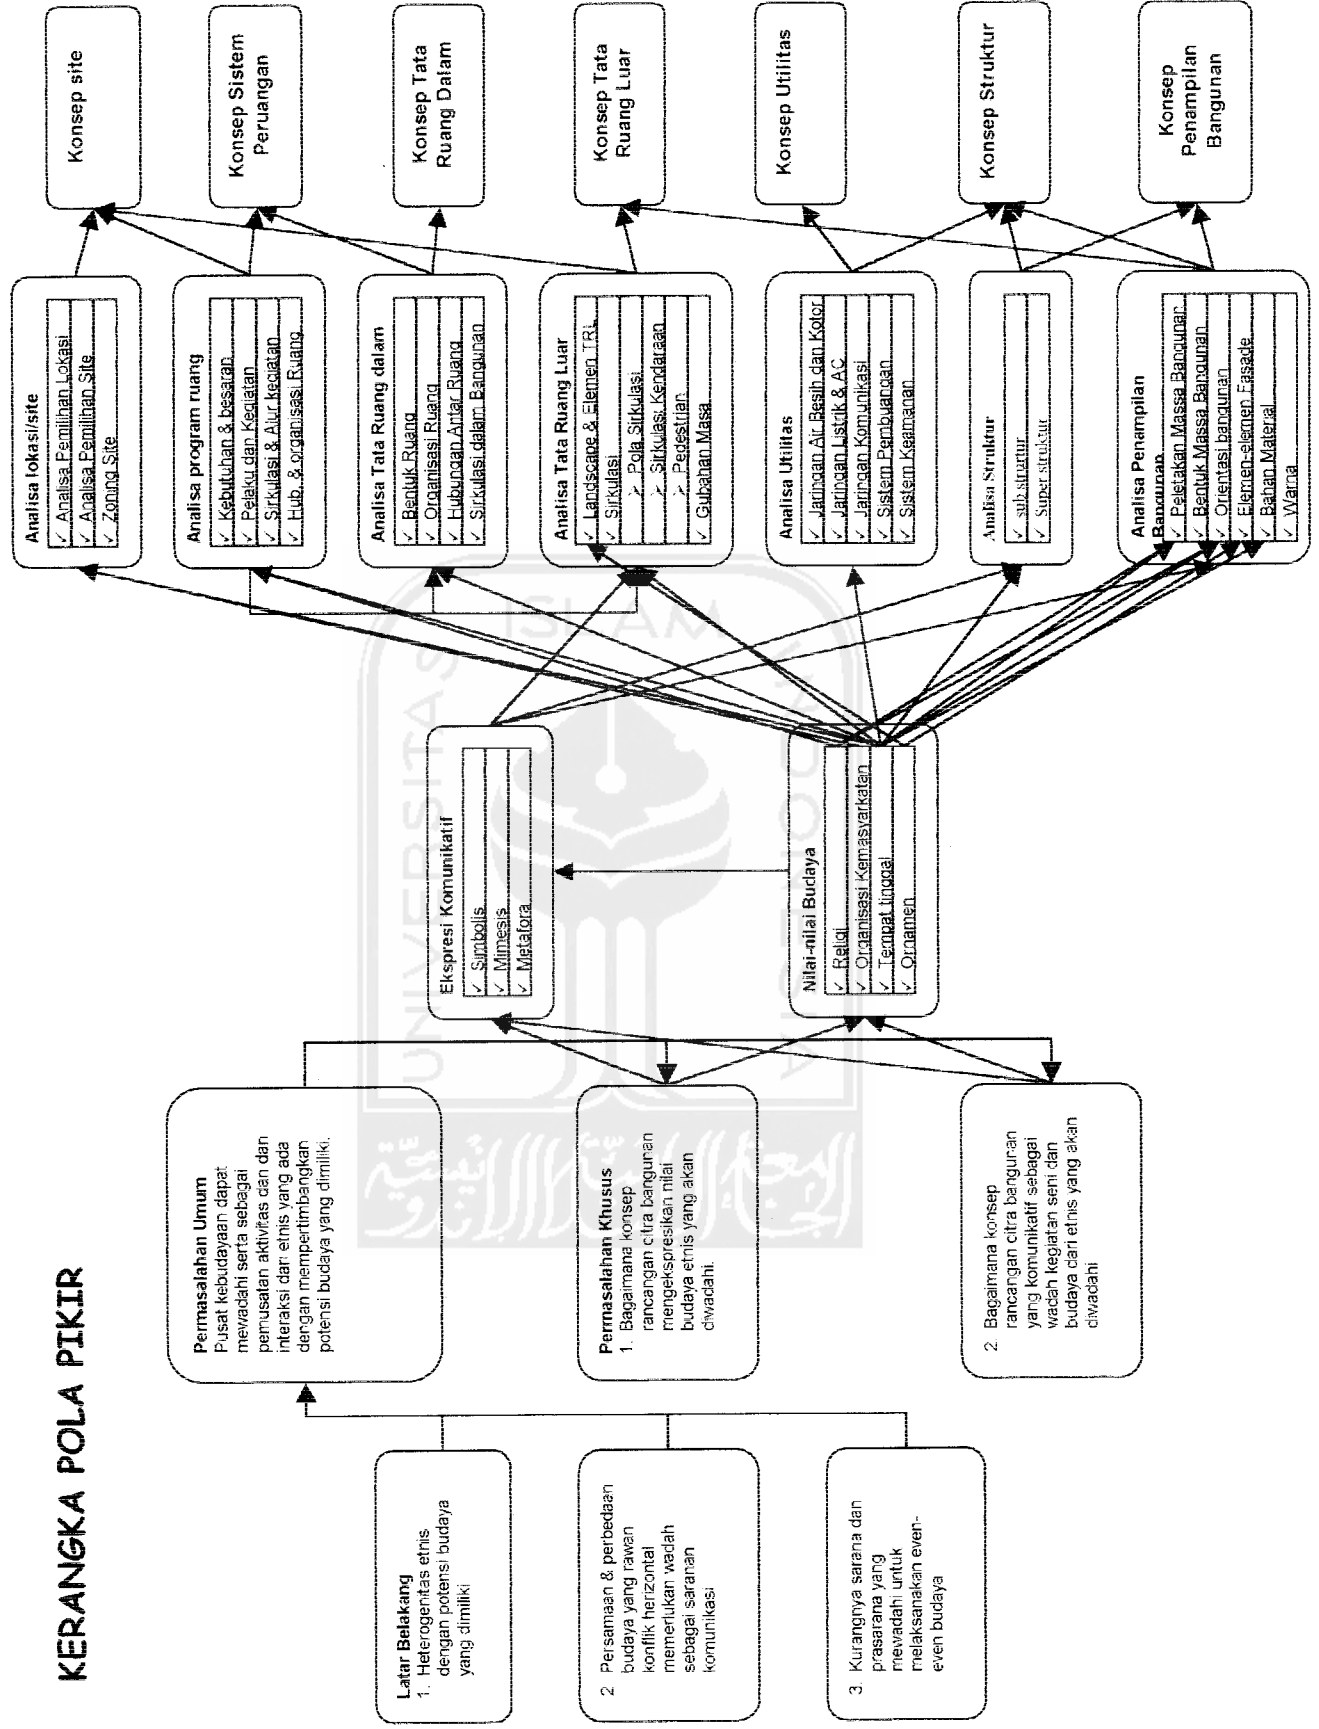 KERANGKA POLA PIKIR
Latar Belakang
1. Heterogenitas etnis
dengan potensi budaya
yang dimiliki
2. Persamaan & perbedaan
budaya yang rawan
konflik herizontal
memerlukan wadah
sebagai saranan
komunikasi
3. Kurangnya sarana dan
prasarana yang
mewadahi untuk
melaksanakan even-
even budaya
Permasalahan Umum
Pusat kebudayaan dapat
mewadahi serta sebagai
pemusatan aktivitas dan dan
interaksi dari etnis yang ada
dengan mempertimbangkan
potensi budaya yang dimiliki.
Permasalahan Khusus
1. Bagaimana konsep
rancangan citra bangunan
mengekspresikan nilai
budaya etnis yang akan
diwadahi.
2. Bagaimana konsep
rancangan citra bangunan
yang komunikatif sebagai
wadah kegiatan seni dan
budaya dari etnis yang akan
diwadahi
Ekspresi Komunikatif
✓ Simbolis
✓ Mimesis
✓ Metafora
Nilai-nilai Budaya
✓ Religi
✓ Organisasi Kemasyarkatan
✓ Tempat tinggal
✓ Ornamen
Analisa lokasi/site
✓ Analisa Pemilihan Lokasi
✓ Analisa Pemilihan Site
✓ Zoning Site
Analisa program ruang
✓ Kebutuhan & besaran
✓ Pelaku dan Kegiatan
✓ Sirkulasi & Alur kegiatan
✓ Hub. & organisasi Ruang
Analisa Tata Ruang dalam
✓ Bentuk Ruang
✓ Organisasi Ruang
✓ Hubungan Antar Ruang
✓ Sirkulasi dalam Bangunan
Analisa Tata Ruang Luar
✓ Landscape & Elemen TRL
✓ Sirkulasi
➢ Pola Sirkulasi
➢ Sirkulasi Kendaraan
➢ Pedestrian
✓ Gubahan Masa
Analisa Utilitas
✓ Jaringan Air Besih dan Kotor
✓ Jaringan Listrik & AC
✓ Jaringan Komunikasi
✓ Sistem Pembuangan
✓ Sistem Keamanan
Analisa Struktur
✓ sub strurtur
✓ Super struktur
Analisa Penampilan
Bangunan
✓ Peletakan Massa Bangunan
✓ Bentuk Massa Bangunan
✓ Orientasi bangunan
✓ Elemen-elemen Fasade
✓ Bahan Material
✓ Warna
Konsep site
Konsep Sistem
Peruangan
Konsep Tata
Ruang Dalam
Konsep Tata
Ruang Luar
Konsep Utilitas
Konsep Struktur
Konsep
Penampilan
Bangunan
UNIVERSITAS
ISLAM
INDONESIA